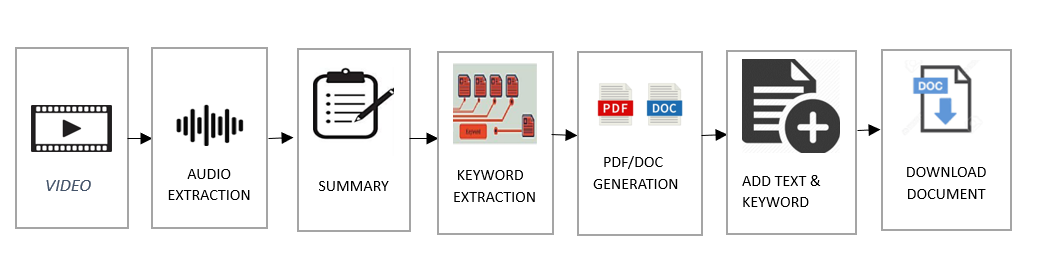 VIDEO
AUDIO
EXTRACTION
SUMMARY
KEYWORD
EXTRACTION
PDF
DOC
PDF/DOC
GENERATION
ADD TEXT &
KEYWORD
DOC
DOWNLOAD
DOCUMENT